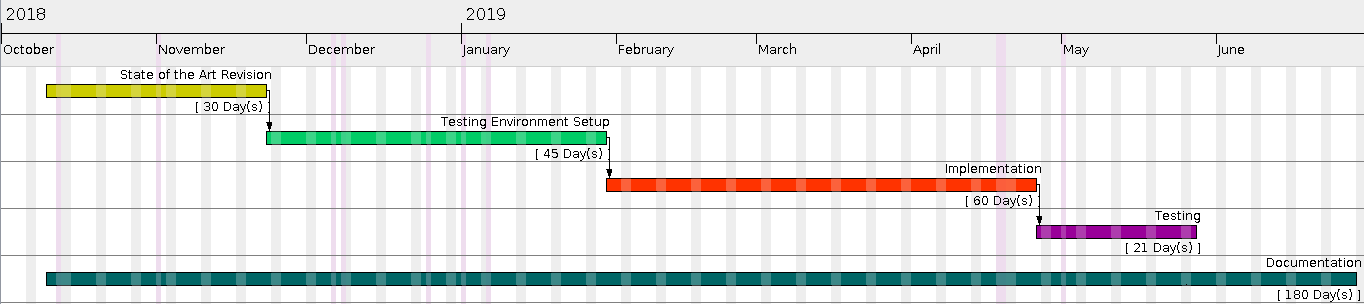 2018 2019
October November December January February March April May June
State of the Art Revision
[ 30 Day(s)
Testing Environment Setup
[ 45 Day(s)
Implementation
[ 60 Day(s)
Testing
[ 21 Day(s) ]
Documentation
[ 180 Day(s) ]